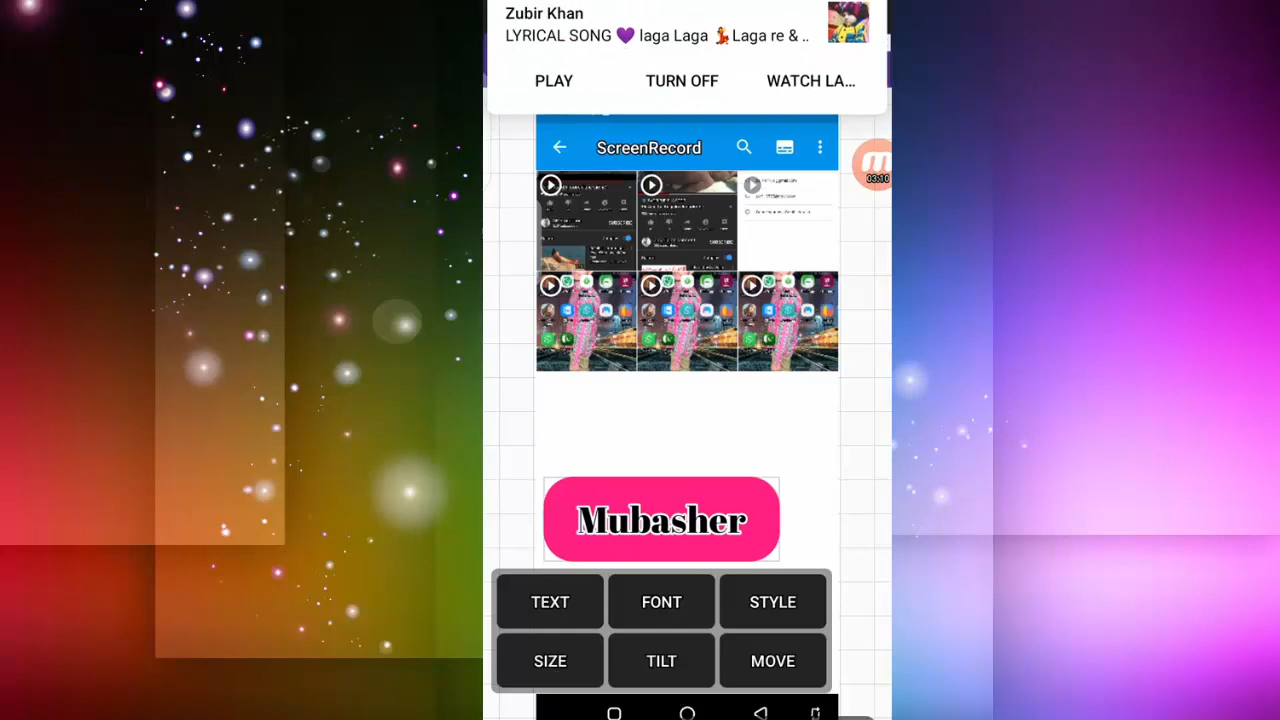 Zubir Khan
LYRICAL SONG 💜 laga Laga 💃Laga re & ..
PLAY TURN OFF WATCH LA...
ScreenRecord
03:10
Mubasher
TEXT FONT STYLE
SIZE TILT MOVE